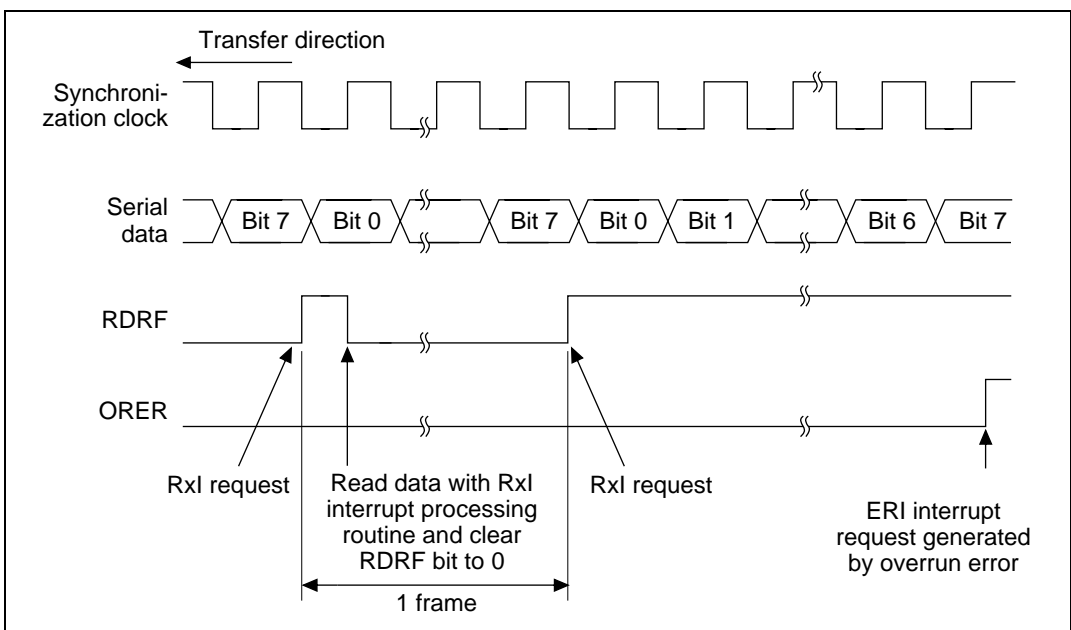 Transfer direction
Synchroni-
zation clock
Serial
data
Bit 7
Bit 0
Bit 7
Bit 0
Bit 1
Bit 6
Bit 7
RDRF
ORER
RxI request
Read data with RxI
interrupt processing
routine and clear
RDRF bit to 0
RxI request
ERI interrupt
request generated
by overrun error
1 frame